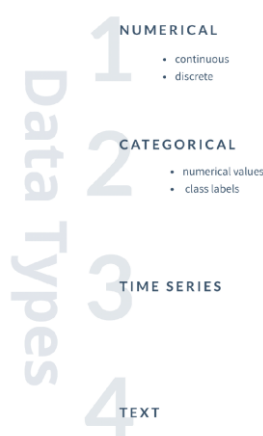 Data Types
1
NUMERICAL
• continuous
• discrete
2
CATEGORICAL
• numerical values
• class labels
3
TIME SERIES
4
TEXT